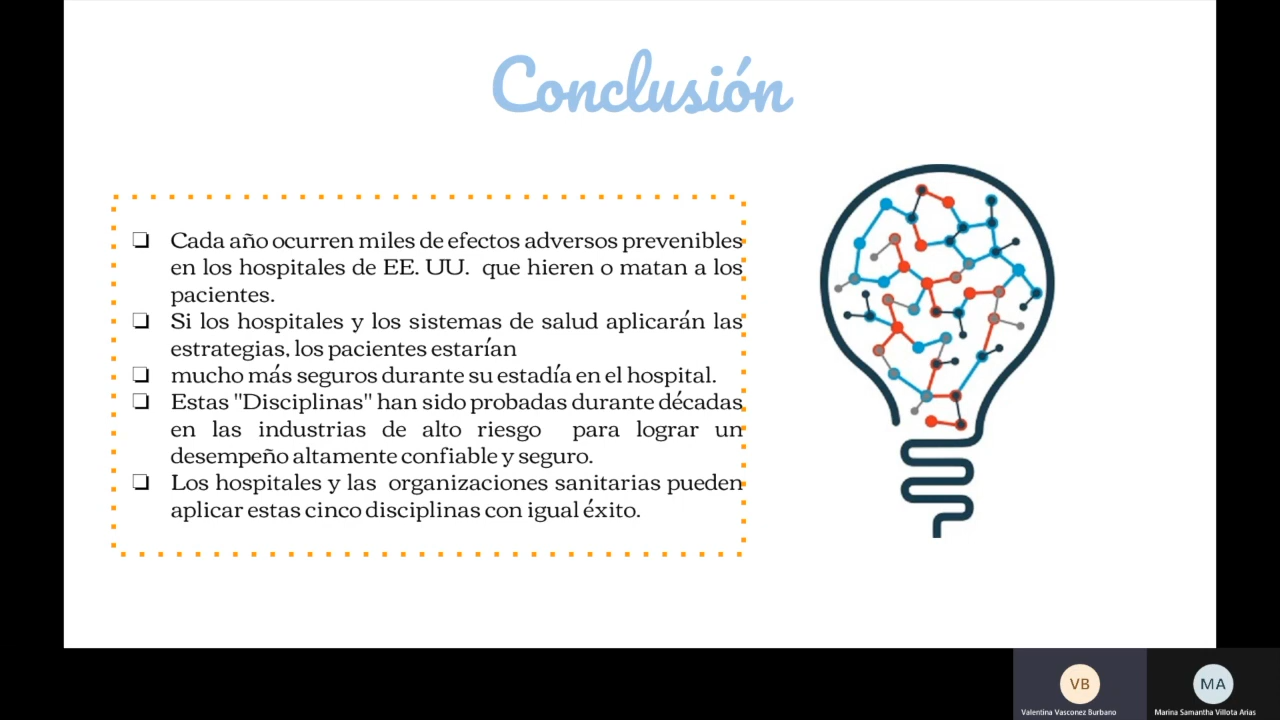 Conclusión
❏ Cada año ocurren miles de efectos adversos prevenibles
en los hospitales de EE. UU. que hieren o matan a los
pacientes.
❏ Si los hospitales y los sistemas de salud aplicarán las
estrategias, los pacientes estarían
❏ mucho más seguros durante su estadía en el hospital.
❏ Estas "Disciplinas" han sido probadas durante décadas
en las industrias de alto riesgo para lograr un
desempeño altamente confiable y seguro.
❏ Los hospitales y las organizaciones sanitarias pueden
aplicar estas cinco disciplinas con igual éxito.
VB
Valentina Vasconez Burbano
MA
Marina Samantha Villota Arias